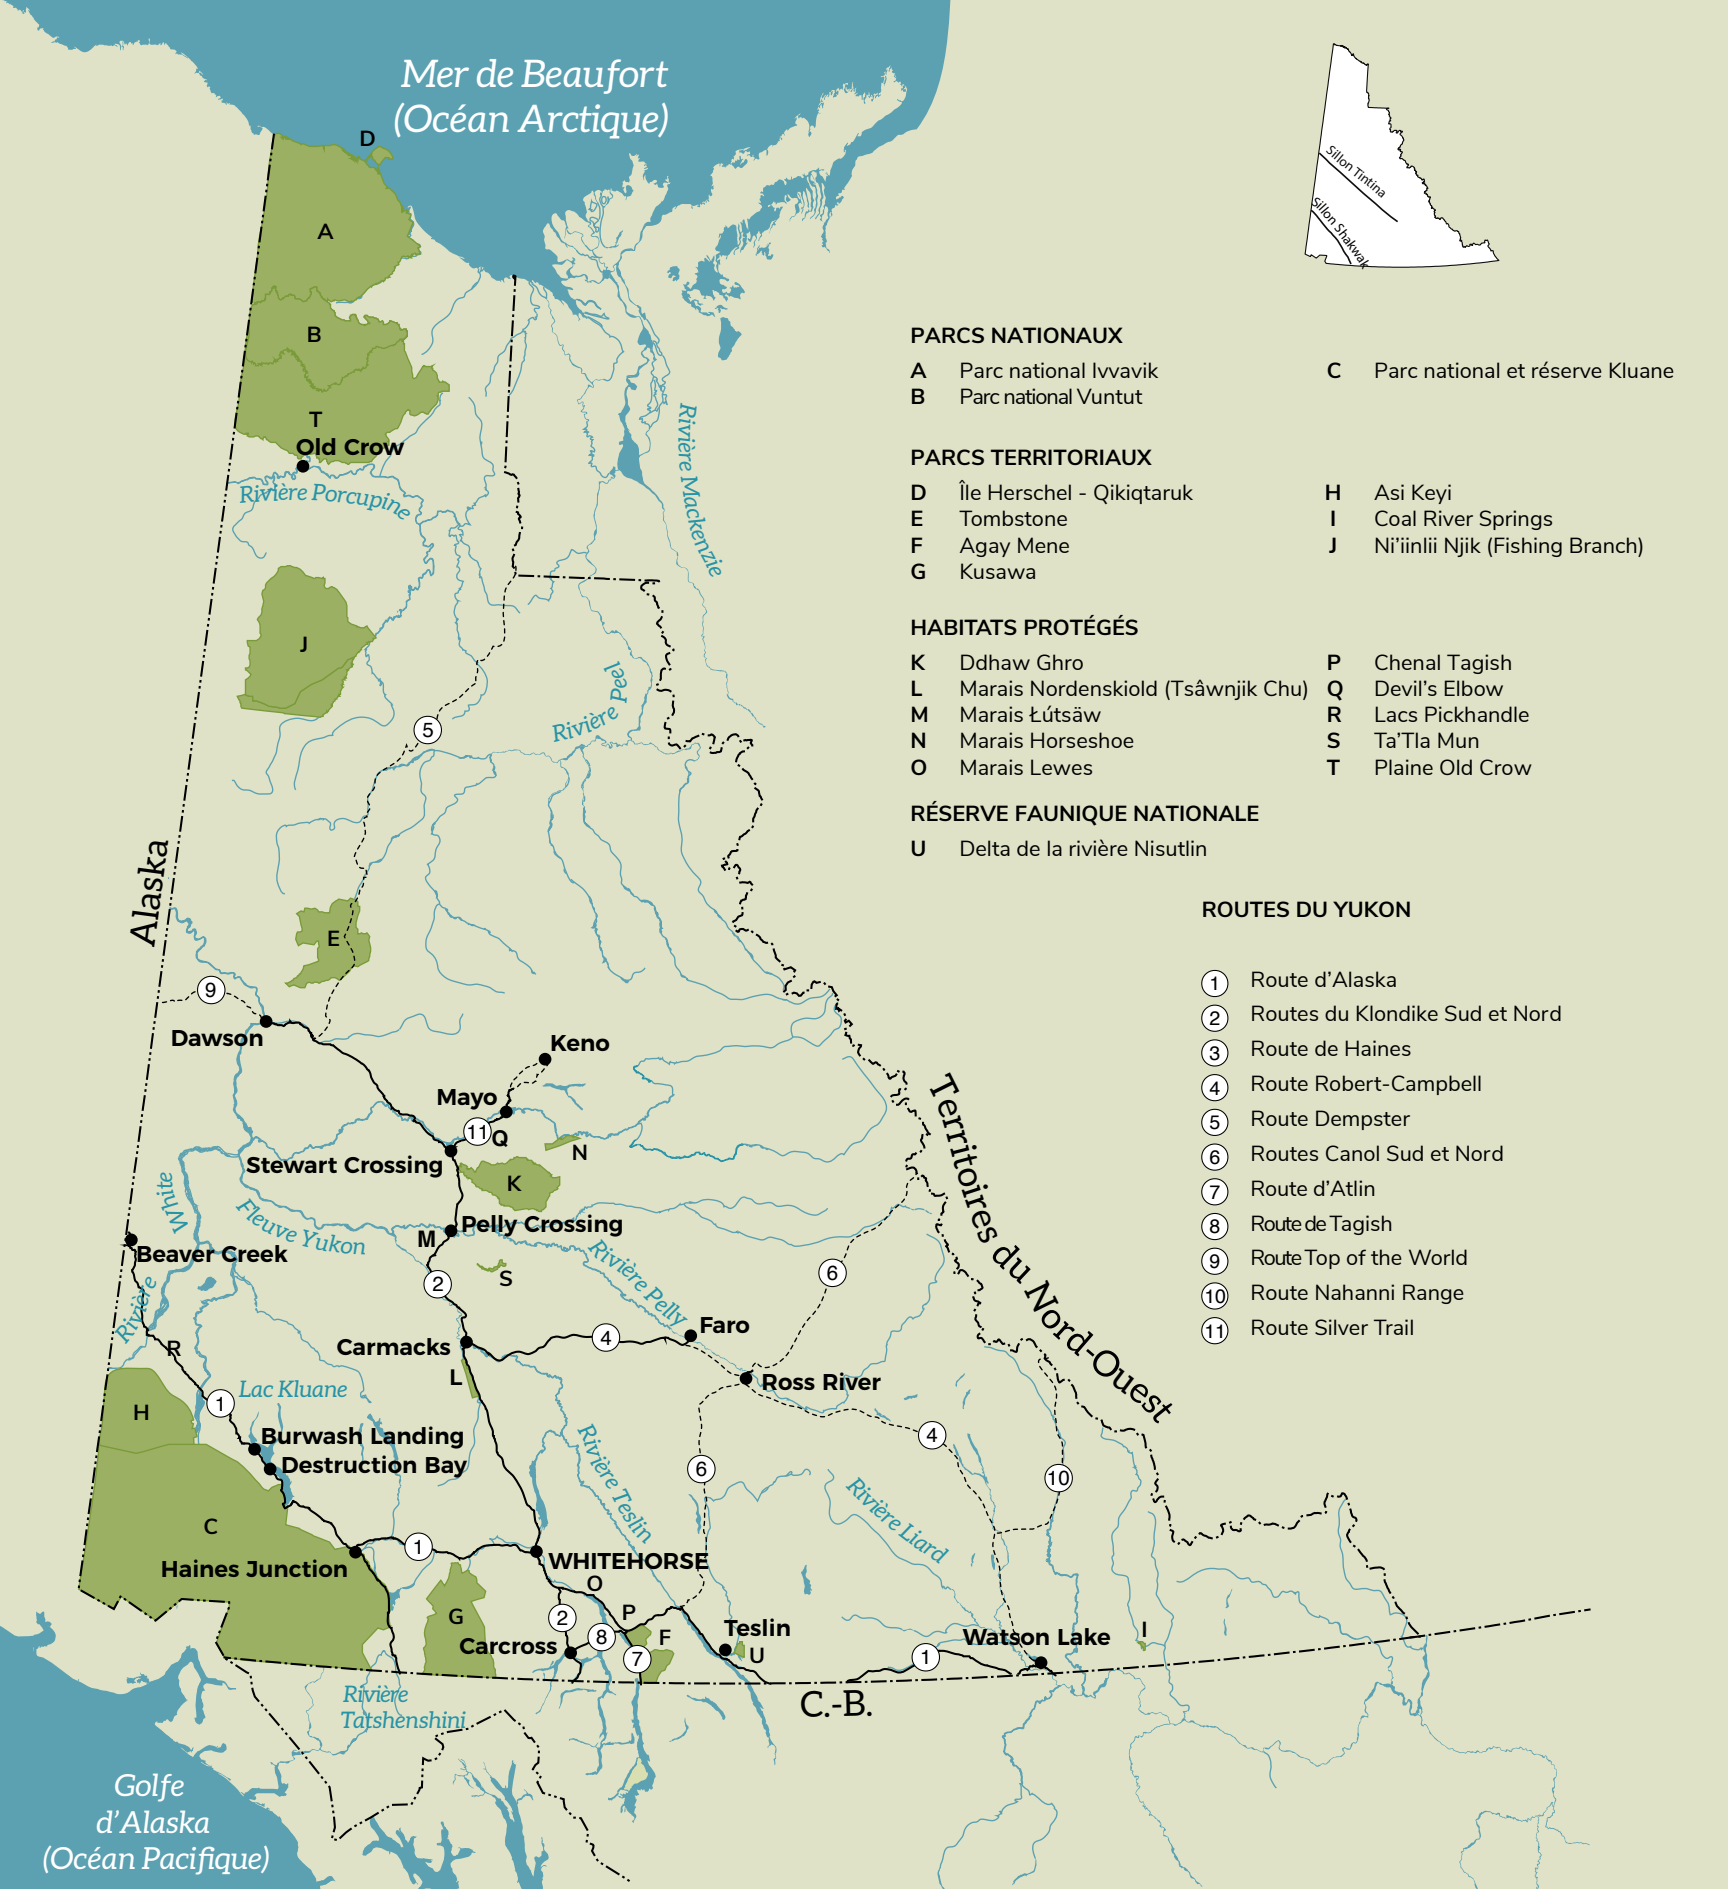 Mer de Beaufort
(Océan Arctique)
Sillon Tintina
Sillon Shakwak
D
A
B
T
Old Crow
Rivière Porcupine
Rivière Mackenzie
J
Rivière Peel
5
Alaska
E
9
Dawson
Keno
Mayo
11
Q
Stewart Crossing
N
K
Rivière White
Fleuve Yukon
Pelly Crossing
M
Beaver Creek
S
2
Rivière Pelly
6
Territoires du Nord-Ouest
Faro
4
Carmacks
R
L
Ross River
Lac Kluane
H
1
Burwash Landing
Destruction Bay
Rivière Teslin
6
4
10
Rivière Liard
C
1
Haines Junction
WHITEHORSE
O
G
2
P
8
F
Carcross
7
Teslin
U
Watson Lake
1
I
C.-B.
Rivière
Tatshenshini
Golfe
d'Alaska
(Océan Pacifique)
PARCS NATIONAUX
A Parc national Ivvavik
B Parc national Vuntut
C Parc national et réserve Kluane
PARCS TERRITORIAUX
D Île Herschel - Qikiqtaruk
E Tombstone
F Agay Mene
G Kusawa
H Asi Keyi
I Coal River Springs
J Ni'iinlii Njik (Fishing Branch)
HABITATS PROTÉGÉS
K Ddhaw Ghro
L Marais Nordenskiold (Tsâwnjik Chu)
M Marais Łútsäw
N Marais Horseshoe
O Marais Lewes
P Chenal Tagish
Q Devil's Elbow
R Lacs Pickhandle
S Ta'Tla Mun
T Plaine Old Crow
RÉSERVE FAUNIQUE NATIONALE
U Delta de la rivière Nisutlin
ROUTES DU YUKON
1 Route d'Alaska
2 Routes du Klondike Sud et Nord
3 Route de Haines
4 Route Robert-Campbell
5 Route Dempster
6 Routes Canol Sud et Nord
7 Route d'Atlin
8 Route de Tagish
9 Route Top of the World
10 Route Nahanni Range
11 Route Silver Trail